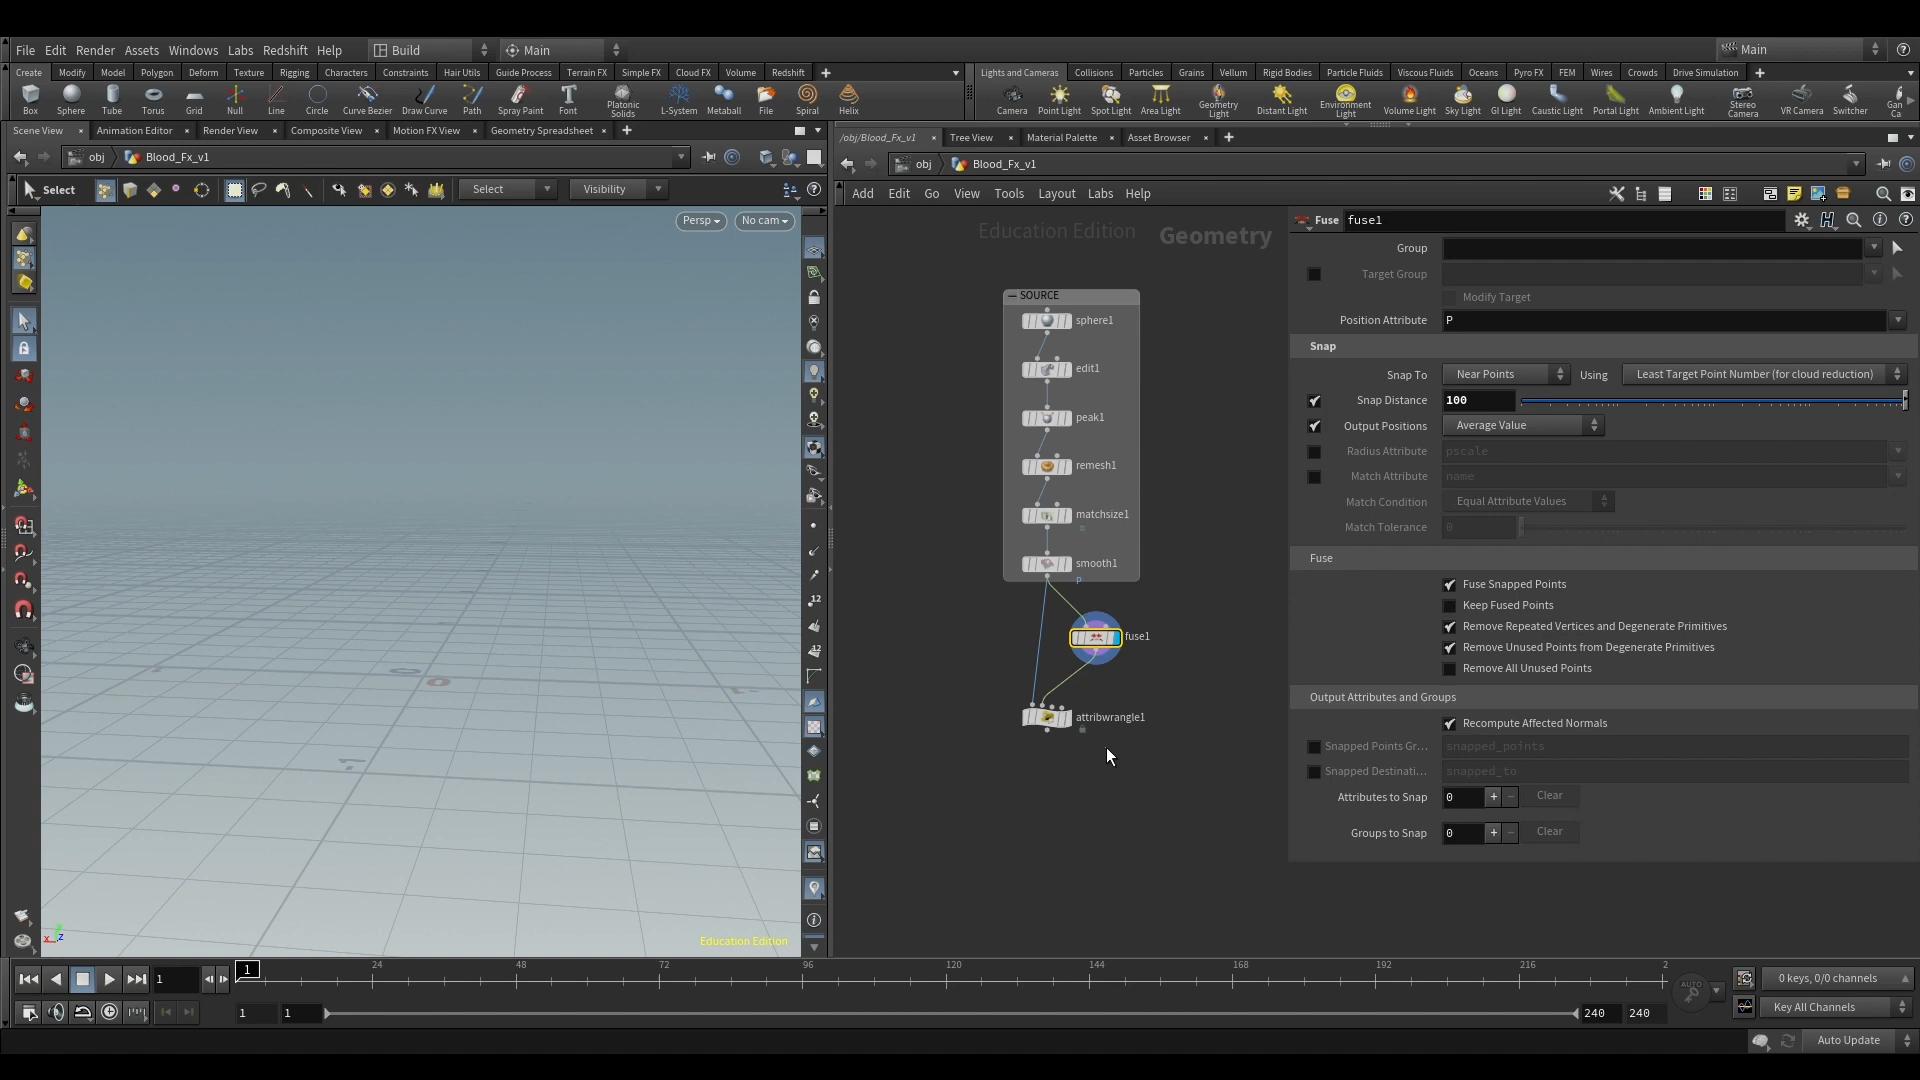 File Edit Render Assets Windows Labs Redshift Help Build Main Main
Create Modify Model Polygon Deform Texture Rigging Characters Constraints Hair Utils Guide Process Terrain FX Simple FX Cloud FX Volume Redshift
Lights and Cameras Collisions Particles Grains Vellum Rigid Bodies Particle Fluids Viscous Fluids Oceans Pyro FX FEM Wires Crowds Drive Simulation
Box Sphere Tube Torus Grid Null Line Circle Curve Bezier Draw Curve Path Spray Paint Font Platonic Solids L-System Metaball File Spiral Helix
Camera Point Light Spot Light Area Light Geometry Light Distant Light Environment Light Volume Light Sky Light GI Light Caustic Light Portal Light Ambient Light Stereo Camera VR Camera Switcher Gan Ca
Scene View Animation Editor Render View Composite View Motion FX View Geometry Spreadsheet
/obj/Blood_Fx_v1 Tree View Material Palette Asset Browser
obj Blood_Fx_v1
obj Blood_Fx_v1
Select Select Visibility
Add Edit Go View Tools Layout Labs Help
Persp No cam
Education Edition
Geometry
SOURCE
sphere1
edit1
peak1
remesh1
matchsize1
smooth1
P
fuse1
attribwrangle1
Fuse fuse1
Group
Target Group
Modify Target
Position Attribute P
Snap
Snap To Near Points Using Least Target Point Number (for cloud reduction)
Snap Distance 100
Output Positions Average Value
Radius Attribute pscale
Match Attribute name
Match Condition Equal Attribute Values
Match Tolerance 0
Fuse
Fuse Snapped Points
Keep Fused Points
Remove Repeated Vertices and Degenerate Primitives
Remove Unused Points from Degenerate Primitives
Remove All Unused Points
Output Attributes and Groups
Recompute Affected Normals
Snapped Points Gr... snapped_points
Snapped Destinati... snapped_to
Attributes to Snap 0 + - Clear
Groups to Snap 0 + - Clear
12
12
x z
Education Edition
1 1 24 48 72 96 120 144 168 192 216 2
AUTO
0 keys, 0/0 channels
1 1 240 240
Key All Channels
Auto Update